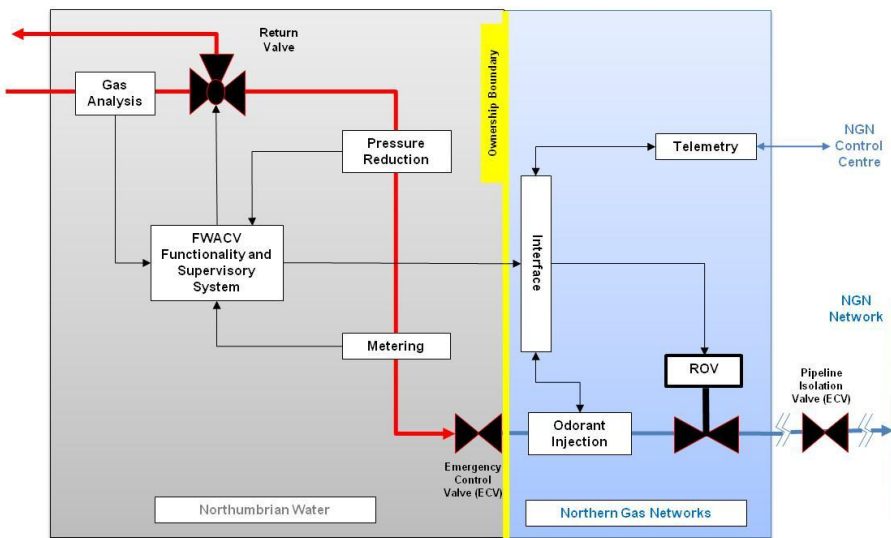 Return
Valve
Gas
Analysis
Ownership Boundary
Pressure
Reduction
Telemetry
NGN
Control
Centre
FWACV
Functionality and
Supervisory
System
Interface
NGN
Network
Metering
ROV
Pipeline
Isolation
Valve (ECV)
Odorant
Injection
Emergency
Control
Valve (ECV)
Northumbrian Water
Northern Gas Networks